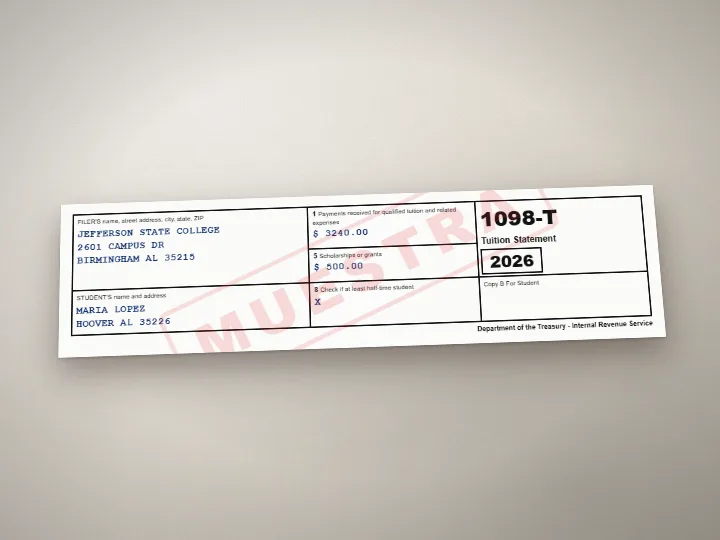 FILER'S name, street address, city, state, ZIP
JEFFERSON STATE COLLEGE
2601 CAMPUS DR
BIRMINGHAM AL 35215
STUDENT'S name and address
MARIA LOPEZ
HOOVER AL 35226
1 Payments received for qualified tuition and related
expenses
$ 3240.00
5 Scholarships or grants
$ 500.00
8 Check if at least half-time student
X
1098-T
Tuition Statement
2026
Copy B For Student
Department of the Treasury - Internal Revenue Service
MUESTRA